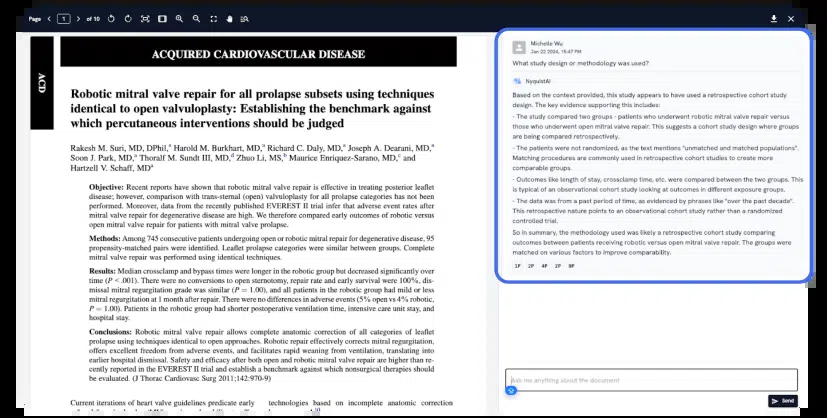 Page 1 of 10
ACQUIRED CARDIOVASCULAR DISEASE
ACD
Robotic mitral valve repair for all prolapse subsets using techniques
identical to open valvuloplasty: Establishing the benchmark against
which percutaneous interventions should be judged
Rakesh M. Suri, MD, DPhil,a Harold M. Burkhart, MD,a Richard C. Daly, MD,a Joseph A. Dearani, MD,a
Soon J. Park, MD,a Thoralf M. Sundt III, MD,d Zhuo Li, MS,b Maurice Enriquez-Sarano, MD,c and
Hartzell V. Schaff, MDa
Objective: Recent reports have shown that robotic mitral valve repair is effective in treating posterior leaflet
disease; however, comparison with trans-sternal (open) valvuloplasty for all prolapse categories has not been
performed. Moreover, data from the recently published EVEREST II trial infer that adverse event rates after
mitral valve repair for degenerative disease are high. We therefore compared early outcomes of robotic versus
open mitral valve repair for patients with mitral valve prolapse.
Methods: Among 745 consecutive patients undergoing open or robotic mitral repair for degenerative disease, 95
propensity-matched pairs were identified. Leaflet prolapse categories were similar between groups. Complete
mitral valve repair was performed using identical techniques.
Results: Median crossclamp and bypass times were longer in the robotic group but decreased significantly over
time (P < .001). There were no conversions to open sternotomy, repair rate and early survival were 100%, dis-
missal mitral regurgitation grade was similar (P = 1.00), and all patients in the robotic group had mild or less
mitral regurgitation at 1 month after repair. There were no differences in adverse events (5% open vs 4% robotic,
P = 1.00). Patients in the robotic group had shorter postoperative ventilation time, intensive care unit stay, and
hospital stay.
Conclusions: Robotic mitral valve repair allows complete anatomic correction of all categories of leaflet
prolapse using techniques identical to open approaches. Robotic repair effectively corrects mitral regurgitation,
offers excellent freedom from adverse events, and facilitates rapid weaning from ventilation, translating into
earlier hospital dismissal. Safety and efficacy after both open and robotic mitral valve repair are higher than re-
cently reported in the EVEREST II trial and establish a benchmark against which nonsurgical therapies should
be evaluated. (J Thorac Cardiovasc Surg 2011;142:970-9)
Current iterations of heart valve guidelines predicate early
technologies based on incomplete anatomic correction
Michelle Wu
Jan 22 2024, 15:47 PM
What study design or methodology was used?
NyquistAI
Based on the context provided, this study appears to have used a retrospective cohort study
design. The key evidence supporting this includes:
- The study compared two groups - patients who underwent robotic mitral valve repair versus
those who underwent open mitral valve repair. This suggests a cohort study design where groups
are being compared retrospectively.
- The patients were not randomized, as the text mentions "unmatched and matched populations".
Matching procedures are commonly used in retrospective cohort studies to create more
comparable groups.
- Outcomes like length of stay, crossclamp time, etc. were compared between the two groups. This
is typical of an observational cohort study looking at outcomes in different exposure groups.
- The data was from a past period of time, as evidenced by phrases like "over the past decade".
This retrospective nature points to an observational cohort study rather than a randomized
controlled trial.
So in summary, the methodology used was likely a retrospective cohort study comparing
outcomes between patients receiving robotic versus open mitral valve repair. The groups were
matched on various factors to improve comparability.
1P 2P 4P 3P 9P
Ask me anything about the document
Send